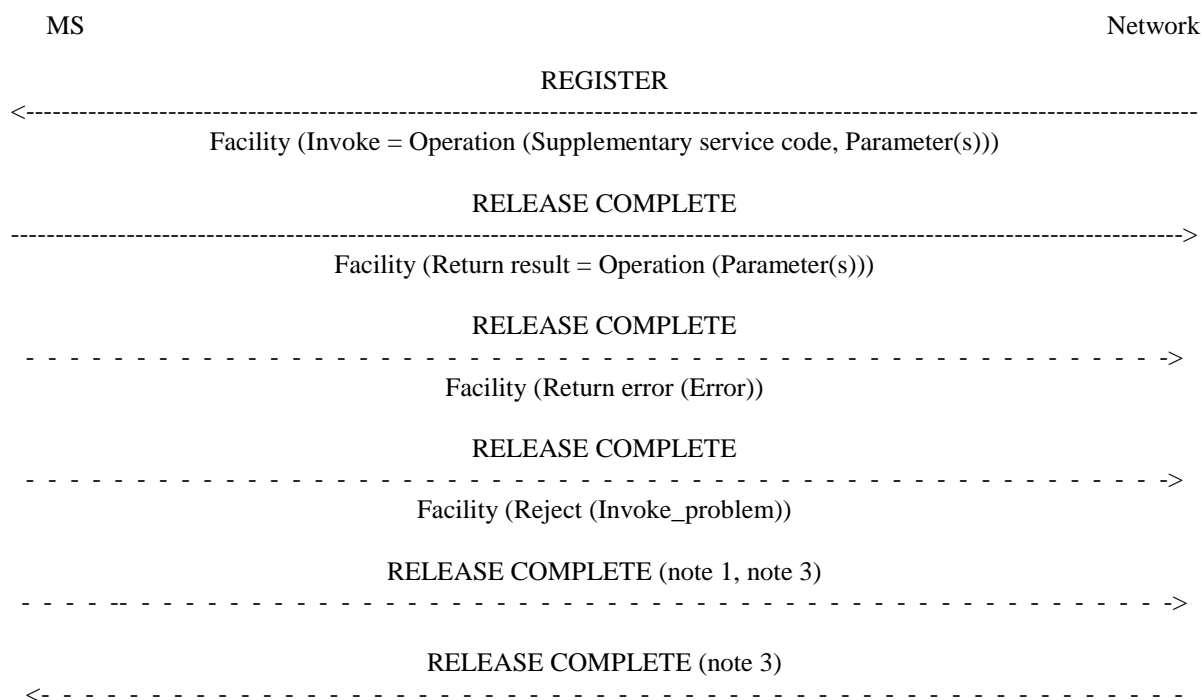 MS Network
REGISTER
<------------------------------------------------------------------------------------------------------------------------------------
Facility (Invoke = Operation (Supplementary service code, Parameter(s)))
RELEASE COMPLETE
------------------------------------------------------------------------------------------------------------------------------------>
Facility (Return result = Operation (Parameter(s)))
RELEASE COMPLETE
- - - - - - - - - - - - - - - - - - - - - - - - - - - - - - - - - - - - - - - - - - - - - - - - - - - ->
Facility (Return error (Error))
RELEASE COMPLETE
- - - - - - - - - - - - - - - - - - - - - - - - - - - - - - - - - - - - - - - - - - - - - - - - - - - ->
Facility (Reject (Invoke_problem))
RELEASE COMPLETE (note 1, note 3)
- - - - -- - - - - - - - - - - - - - - - - - - - - - - - - - - - - - - - - - - - - - - - - - - - - - - ->
RELEASE COMPLETE (note 3)
<- - - - - - - - - - - - - - - - - - - - - - - - - - - - - - - - - - - - - - - - - - - - - - - - - - - -